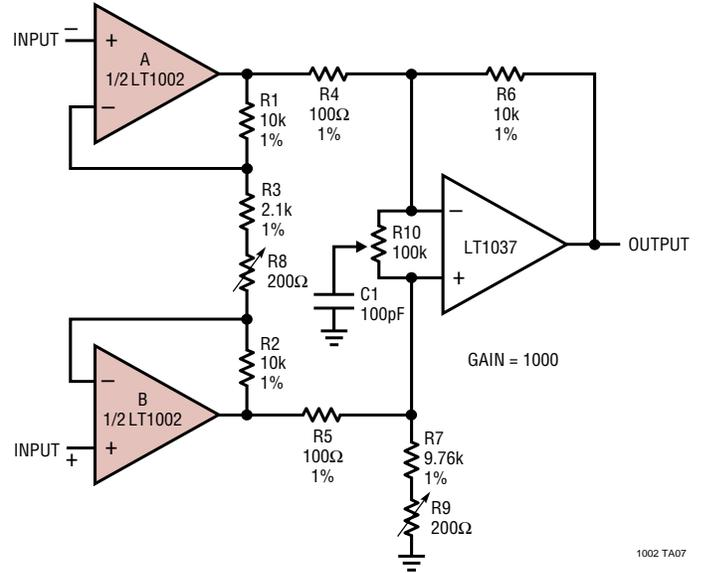 INPUT −
+
A
1/2 LT1002
−
R1
10k
1%
R4
100Ω
1%
R6
10k
1%
R3
2.1k
1%
R8
200Ω
R10
100k
C1
100pF
−
LT1037
+
OUTPUT
GAIN = 1000
R2
10k
1%
−
B
1/2 LT1002
+
INPUT +
R5
100Ω
1%
R7
9.76k
1%
R9
200Ω
1002 TA07